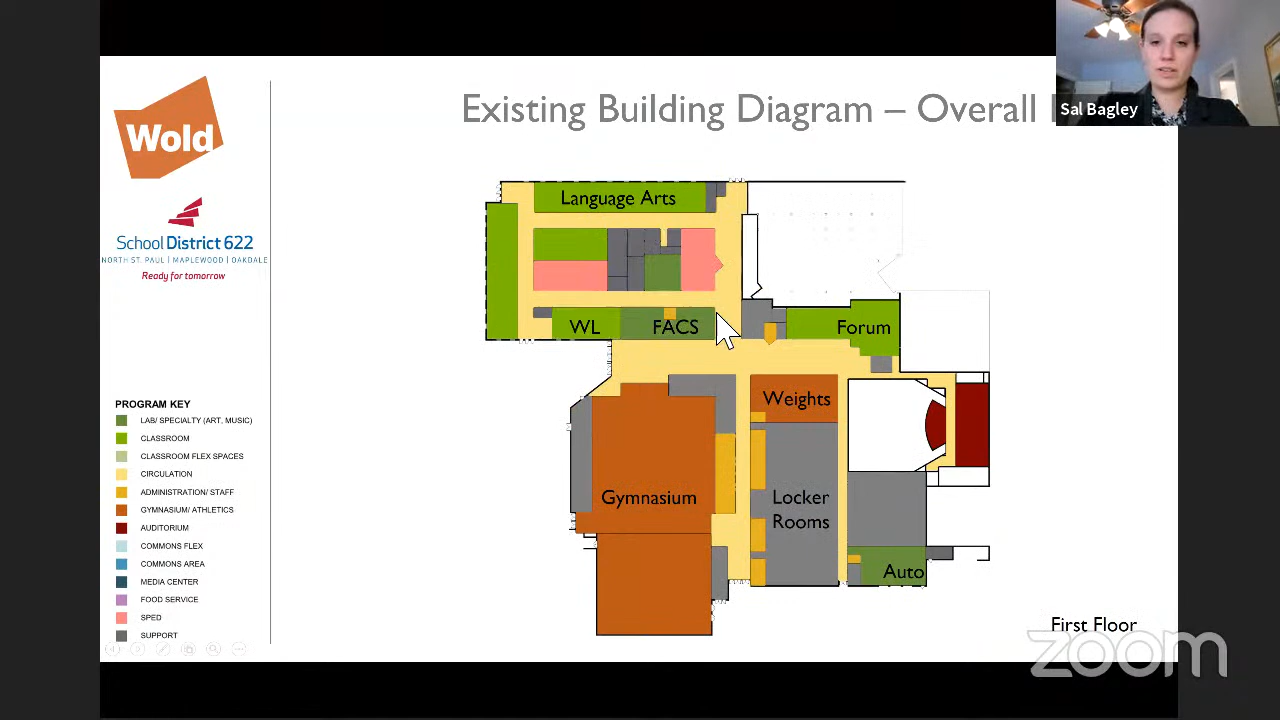 Existing Building Diagram – Overall
Sal Bagley
Wold
School District 622
NORTH ST. PAUL | MAPLEWOOD | OAKDALE
Ready for tomorrow
Language Arts
WL
FACS
Forum
Weights
Gymnasium
Locker
Rooms
Auto
PROGRAM KEY
LAB/ SPECIALTY (ART, MUSIC)
CLASSROOM
CLASSROOM FLEX SPACES
CIRCULATION
ADMINISTRATION/ STAFF
GYMNASIUM/ ATHLETICS
AUDITORIUM
COMMONS FLEX
COMMONS AREA
MEDIA CENTER
FOOD SERVICE
SPED
SUPPORT
First Floor
zoom